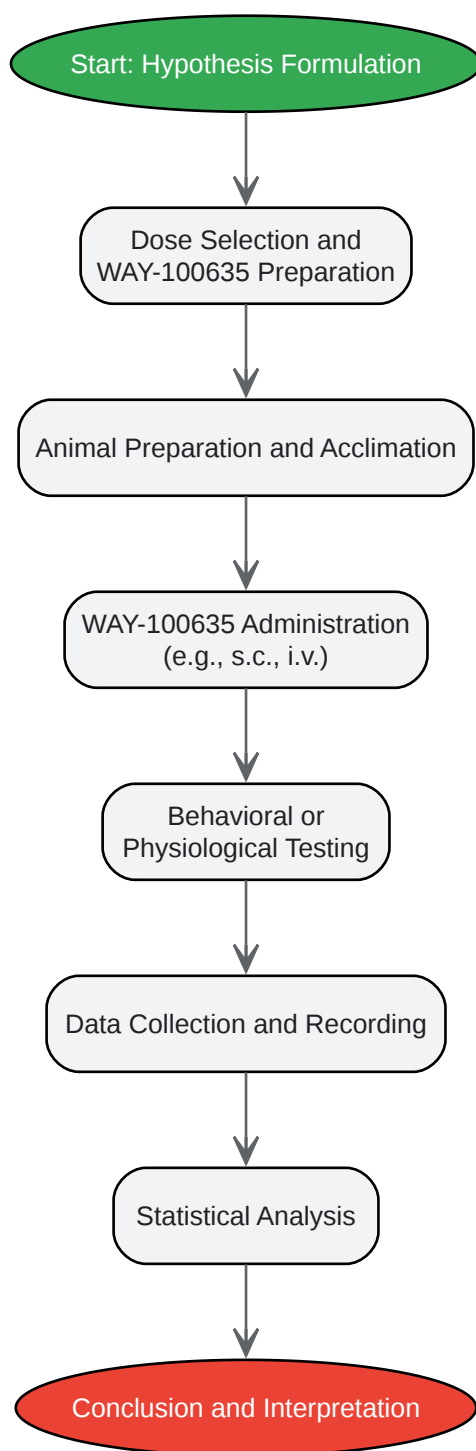 Start: Hypothesis Formulation
Dose Selection and
WAY-100635 Preparation
Animal Preparation and Acclimation
WAY-100635 Administration
(e.g., s.c., i.v.)
Behavioral or
Physiological Testing
Data Collection and Recording
Statistical Analysis
Conclusion and Interpretation